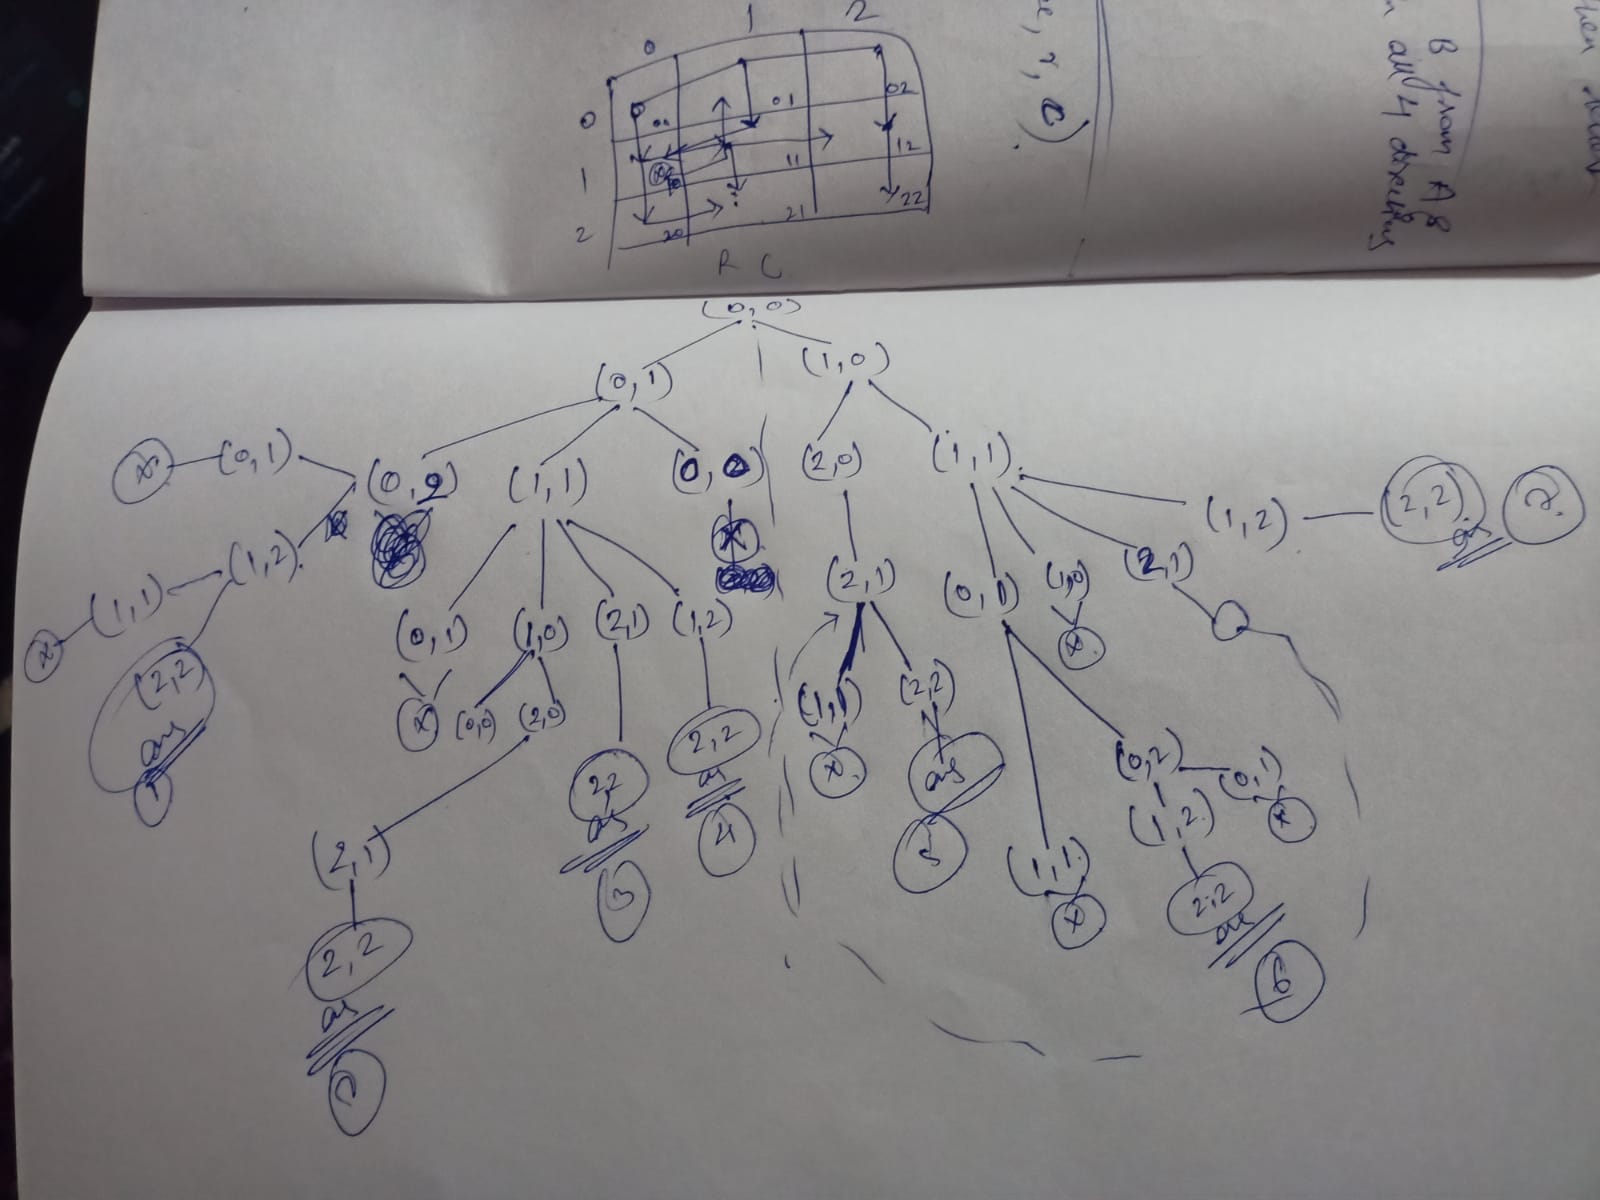 0 1 2
0 00 01 02
1 11 12
2 20 21 22
R C
e, r, c).
B from A &
all 4 directions
(0,0)
(0,1) (1,0)
x (0,1) (0,2) (1,1) (0,0) (2,0) (1,1) (1,2) (2,2) ans 2.
x (1,1) (1,2) (2,1) (0,1) (1,0) (2,1)
(2,2) ans 1
(0,1) (1,0) (2,1) (1,2) x
x (0,0) (2,0) 2,2 ans 3 2,2 ans 4 (1,1) x (2,2) ans 5 (0,2) (0,1) x
(2,1) (1,1) x (1,2)
2,2 2,2
ans ans
6